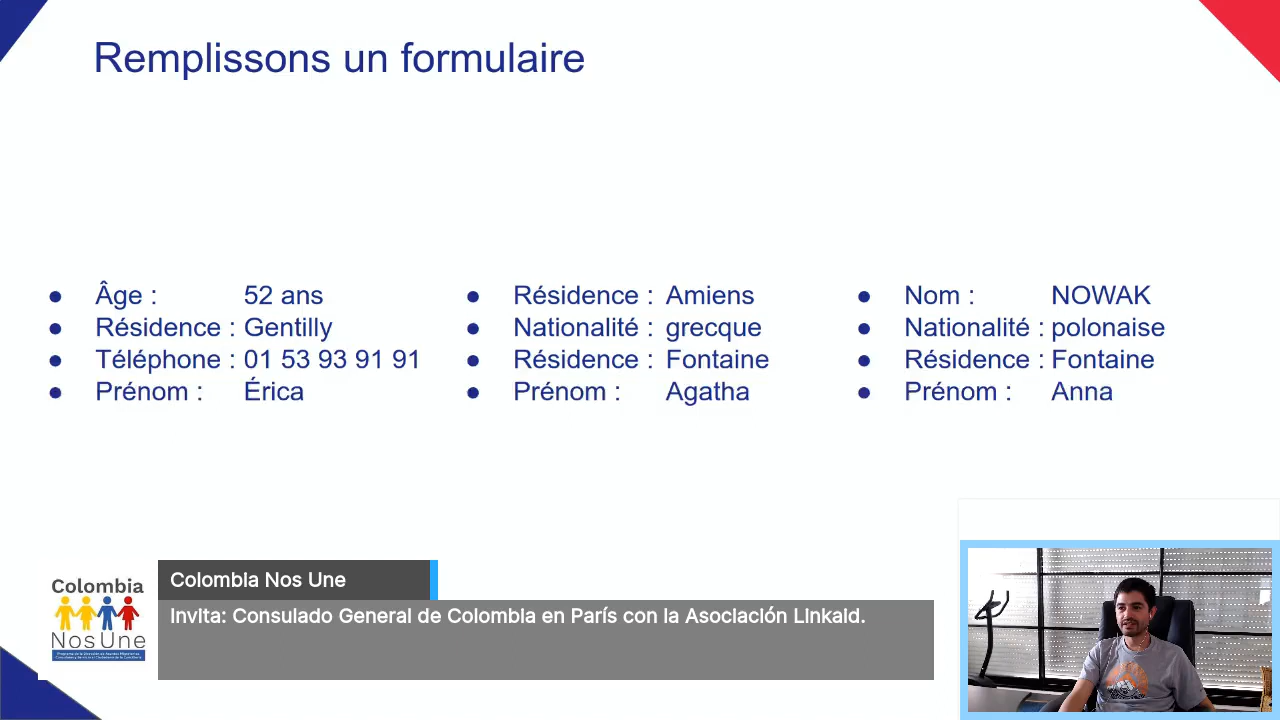 Remplissons un formulaire
● Âge : 52 ans
● Résidence : Gentilly
● Téléphone : 01 53 93 91 91
● Prénom : Érica
● Résidence : Amiens
● Nationalité : grecque
● Résidence : Fontaine
● Prénom : Agatha
● Nom : NOWAK
● Nationalité : polonaise
● Résidence : Fontaine
● Prénom : Anna
Colombia
Nos Une
Colombia Nos Une
Invita: Consulado General de Colombia en París con la Asociación Linkaid.